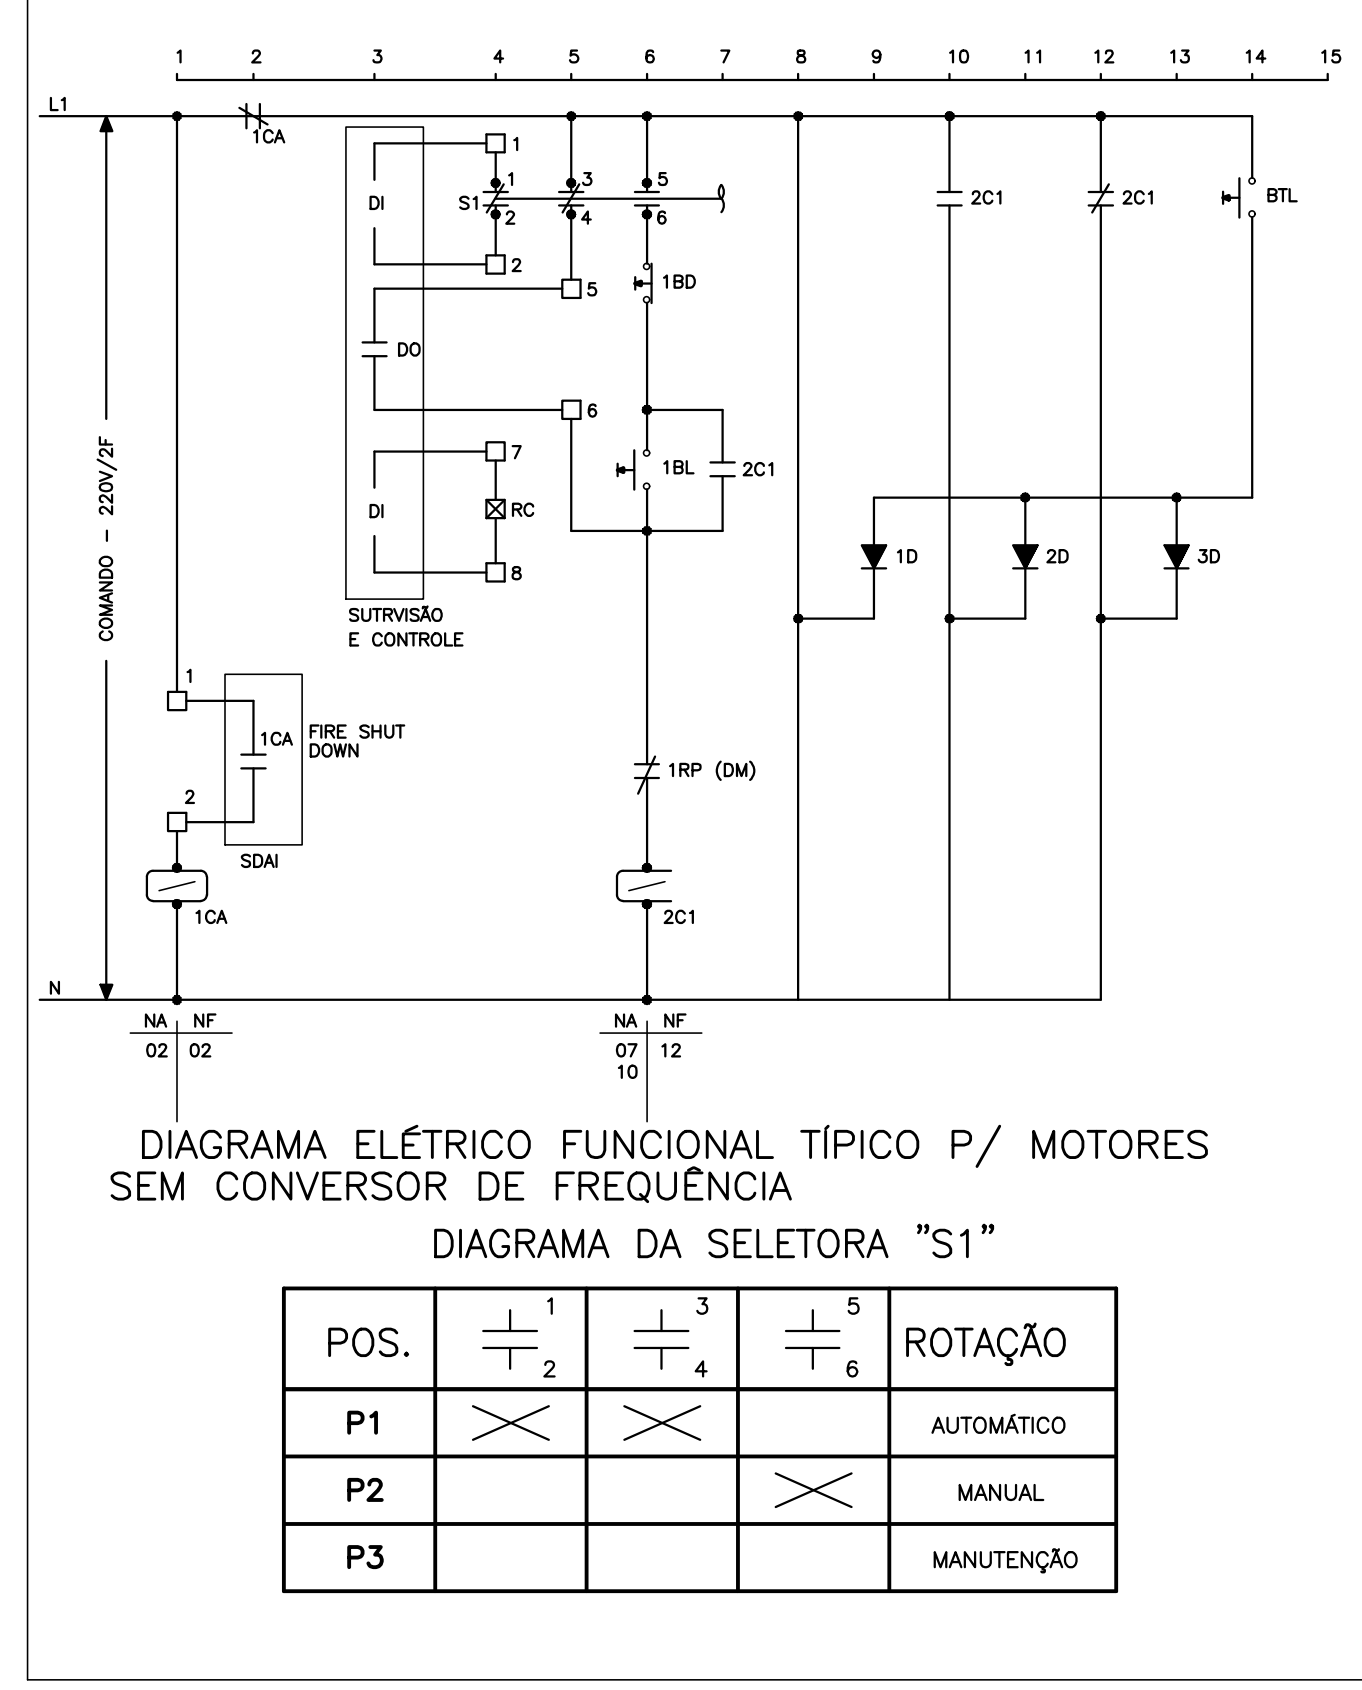 1 2 3 4 5 6 7 8 9 10 11 12 13 14 15
L1
1CA
1
DI
S1
1
2
3
4
5
6
2C1
2C1
BTL
2
5
1BD
DO
6
COMANDO - 220V/2F
7
1BL
2C1
DI
RC
8
1D
2D
3D
SUTRVISÃO
E CONTROLE
1
1CA
FIRE SHUT
DOWN
2
SDAI
1RP (DM)
1CA
2C1
N
NA NF
02 02
NA NF
07 12
10
DIAGRAMA ELÉTRICO FUNCIONAL TÍPICO P/ MOTORES
SEM CONVERSOR DE FREQUÊNCIA
DIAGRAMA DA SELETORA "S1"
POS. 1 2 3 4 5 6 ROTAÇÃO
P1 AUTOMÁTICO
P2 MANUAL
P3 MANUTENÇÃO